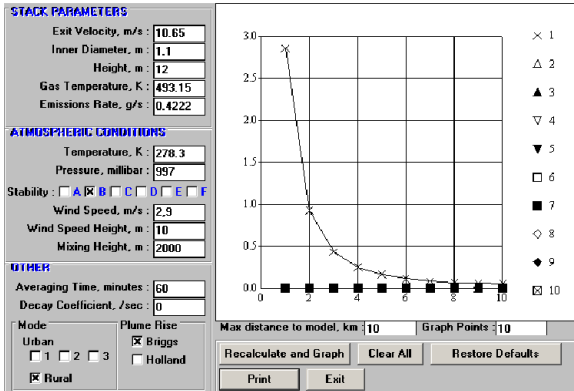 STACK PARAMETERS
Exit Velocity, m/s : 10.65
Inner Diameter, m : 1.1
Height, m : 12
Gas Temperature, K : 493.15
Emissions Rate, g/s : 0.4222
ATMOSPHERIC CONDITIONS
Temperature, K : 278.3
Pressure, millibar : 997
Stability : A B C D E F
Wind Speed, m/s : 2,9
Wind Speed Height, m : 10
Mixing Height, m : 2000
OTHER
Averaging Time, minutes : 60
Decay Coefficient, /sec : 0
Mode
Urban
1 2 3
Rural
Plume Rise
Briggs
Holland
3.0
2.5
2.0
1.5
1.0
0.5
0.0
0 2 4 6 8 10
1
2
3
4
5
6
7
8
9
10
Max distance to model, km : 10 Graph Points : 10
Recalculate and Graph Clear All Restore Defaults
Print Exit